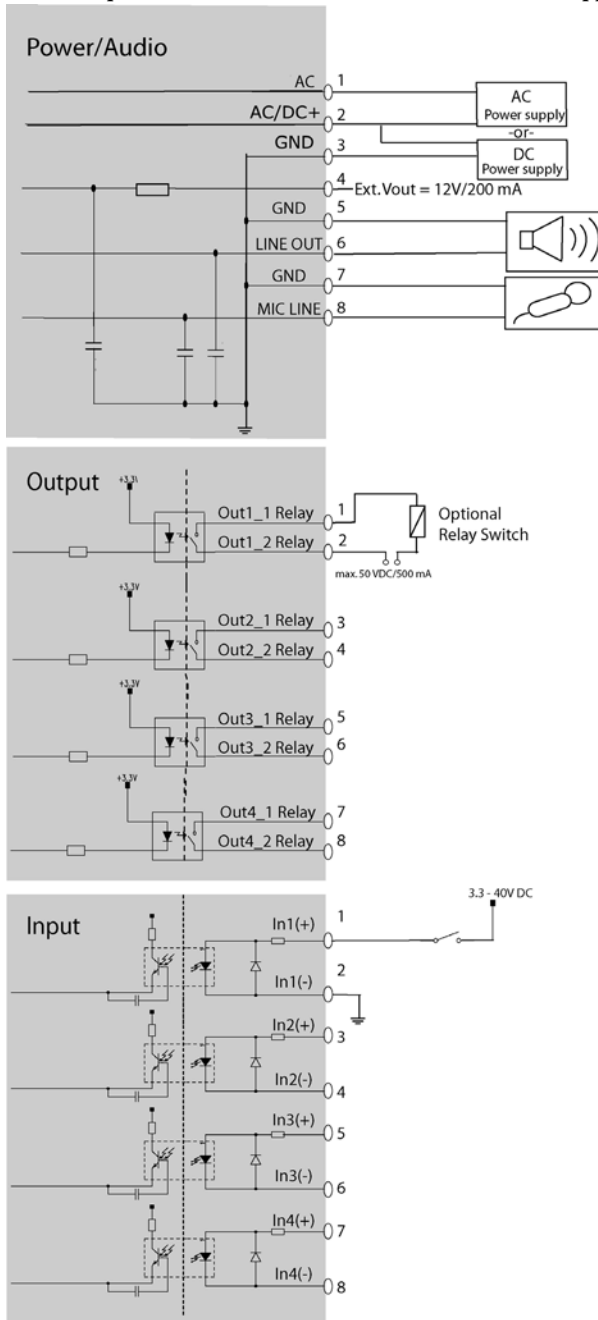 Power/Audio
AC 1
AC
Power supply
AC/DC+ 2
-or-
GND 3
DC
Power supply
4 Ext.Vout = 12V/200 mA
GND 5
LINE OUT 6
GND 7
MIC LINE 8
Output
Out1_1 Relay 1
Optional
Relay Switch
Out1_2 Relay 2
max. 50 VDC/500 mA
+3.3V
Out2_1 Relay 3
Out2_2 Relay 4
+3.3V
Out3_1 Relay 5
Out3_2 Relay 6
+3.3V
Out4_1 Relay 7
Out4_2 Relay 8
Input
3.3 - 40V DC
In1(+) 1
In1(-) 2
In2(+) 3
In2(-) 4
In3(+) 5
In3(-) 6
In4(+) 7
In4(-) 8